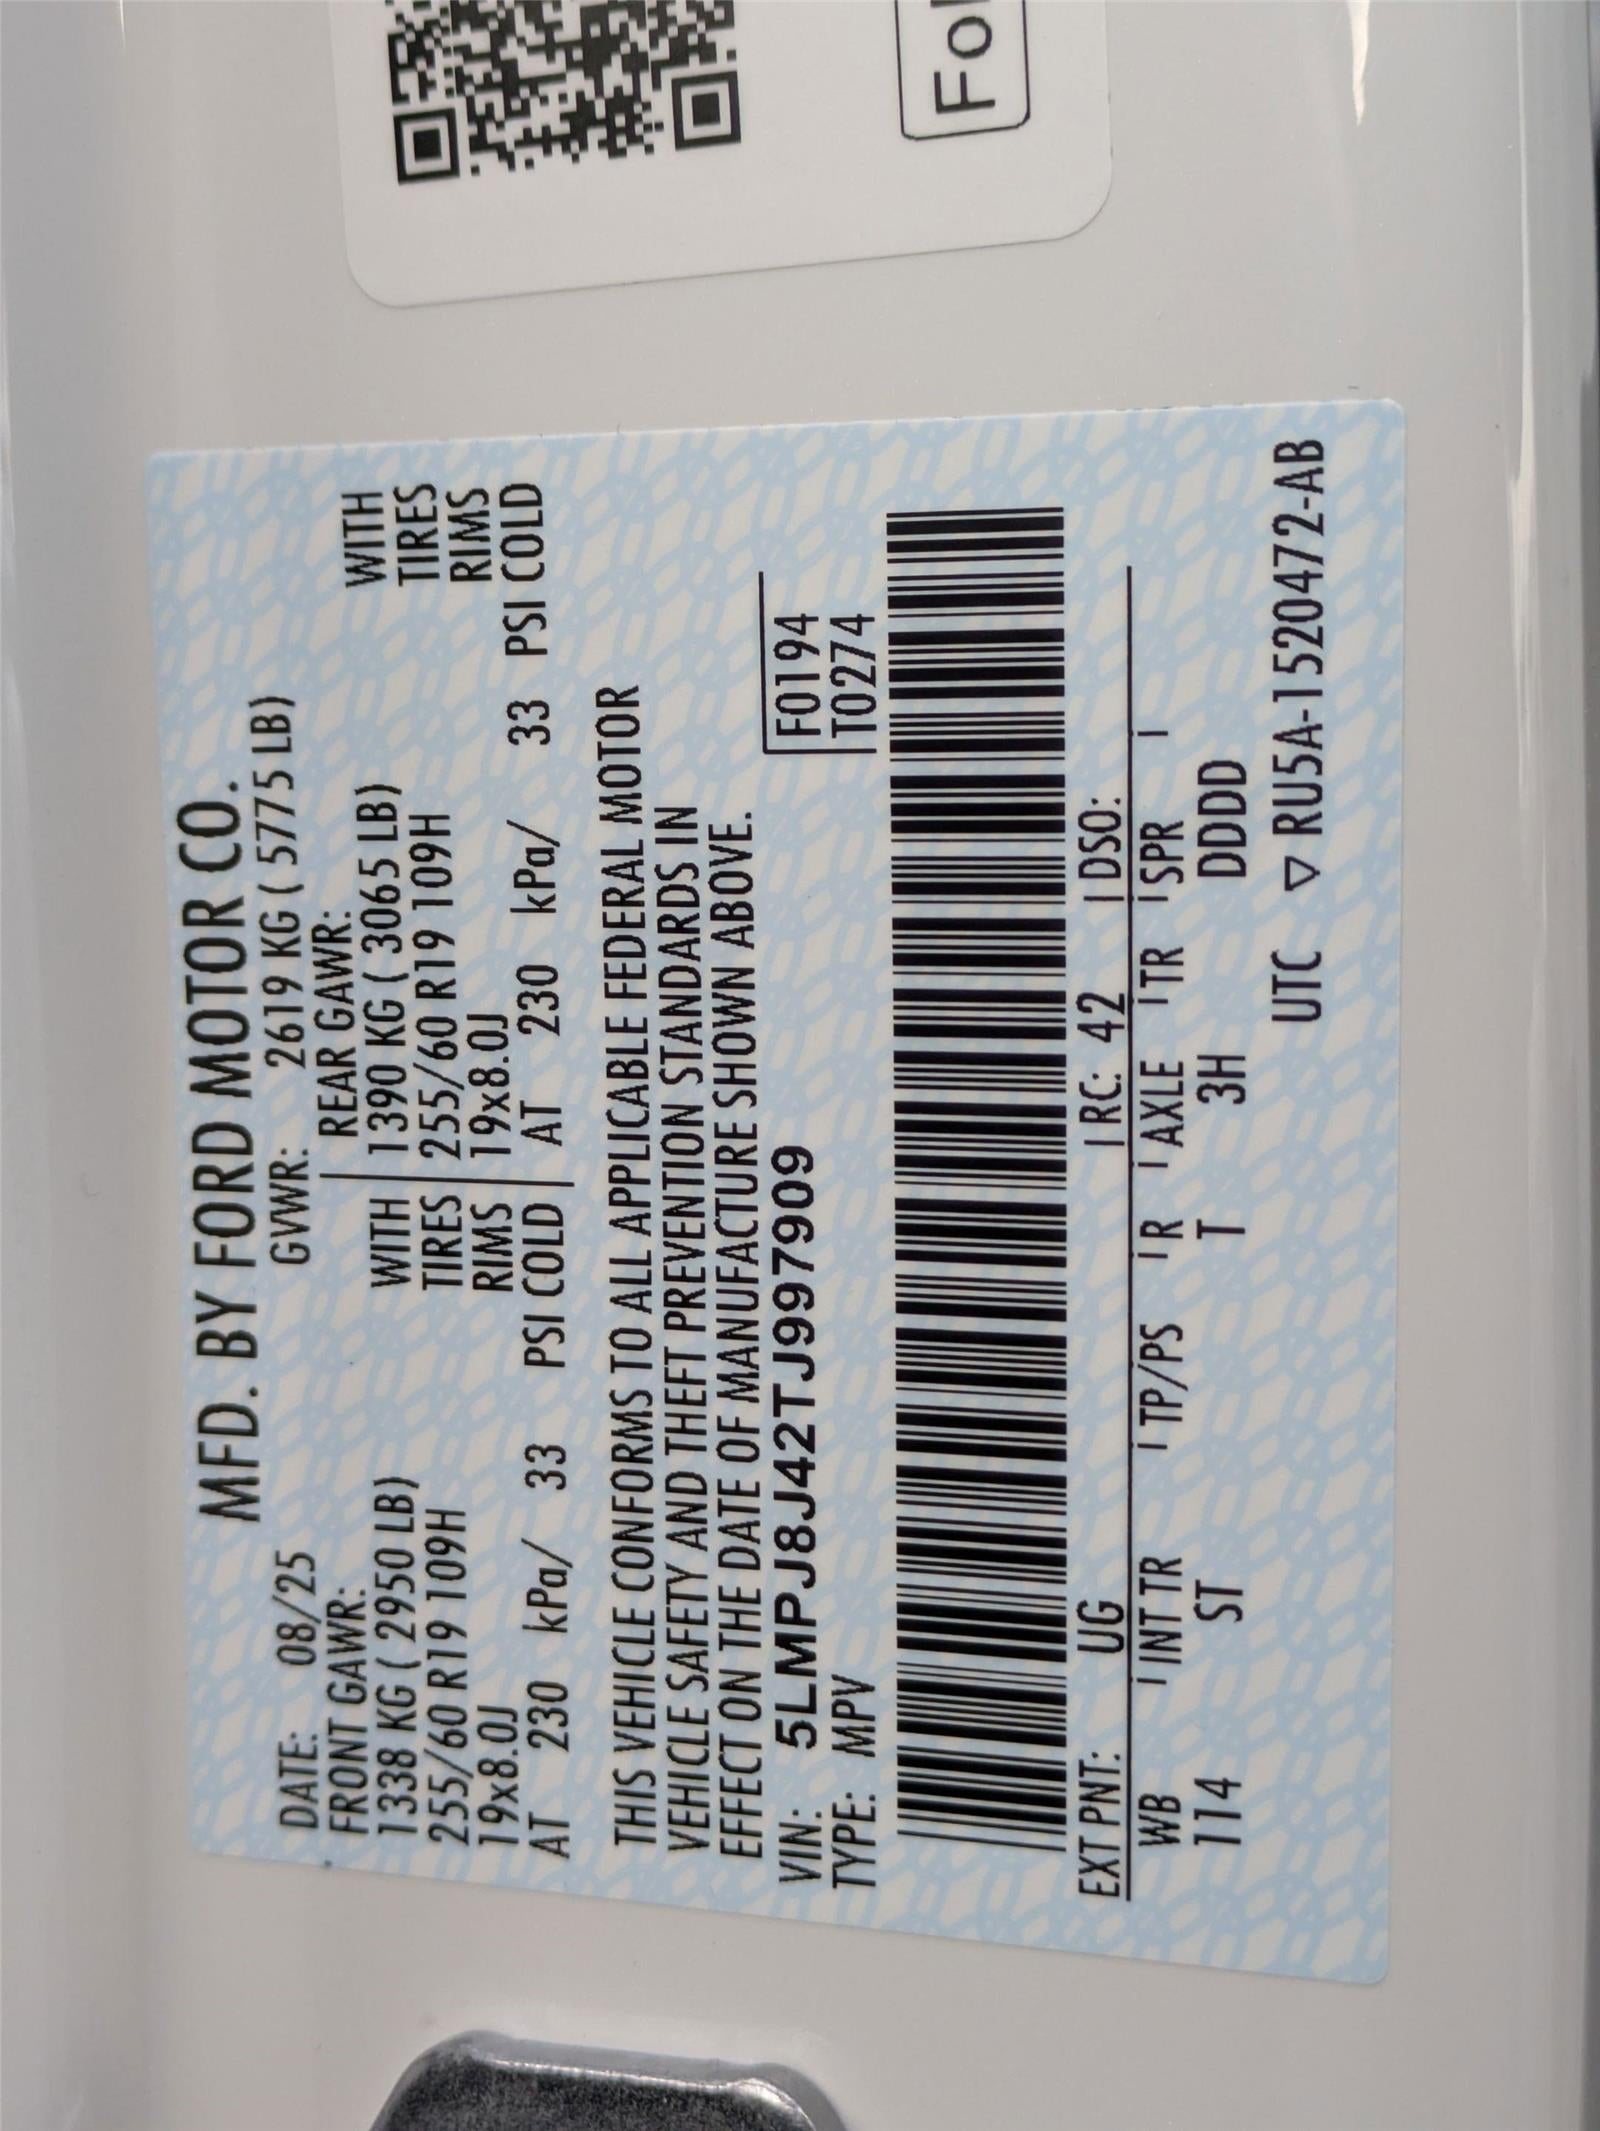 MFD. BY FORD MOTOR CO.
DATE: 08/25 GVWR: 2619 KG ( 5775 LB)
FRONT GAWR: REAR GAWR:
1338 KG ( 2950 LB) WITH 1390 KG ( 3065 LB) WITH
255/60 R19 109H TIRES 255/60 R19 109H TIRES
19x8.0J RIMS 19x8.0J RIMS
AT 230 kPa/ 33 PSI COLD AT 230 kPa/ 33 PSI COLD
THIS VEHICLE CONFORMS TO ALL APPLICABLE FEDERAL MOTOR
VEHICLE SAFETY AND THEFT PREVENTION STANDARDS IN
EFFECT ON THE DATE OF MANUFACTURE SHOWN ABOVE.
VIN: 5LMPJ8J42TJ997909 F0194
TYPE: MPV T0274
EXT PNT: UG RC: 42 DSO:
WB INT TR TP/PS R AXLE TR SPR
114 ST T 3H DDDD
UTC ▽ RU5A-1520472-AB